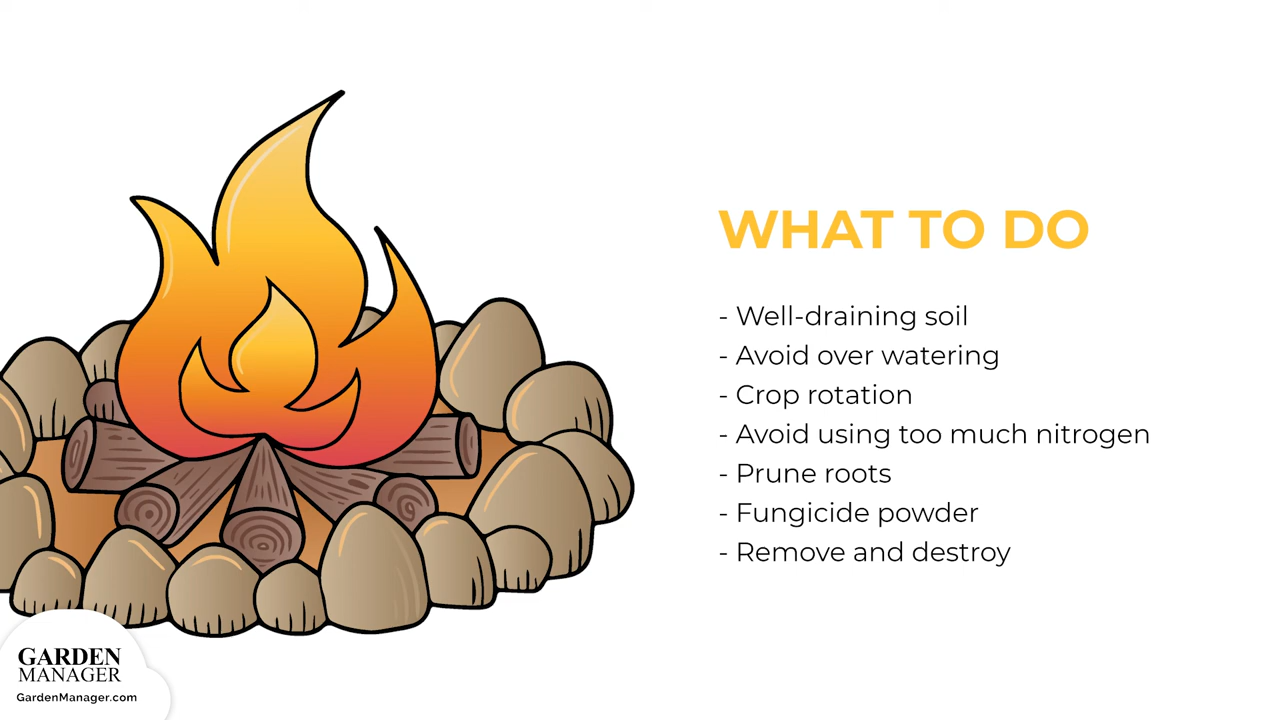 WHAT TO DO
- Well-draining soil
- Avoid over watering
- Crop rotation
- Avoid using too much nitrogen
- Prune roots
- Fungicide powder
- Remove and destroy
GARDEN
MANAGER
GardenManager.com